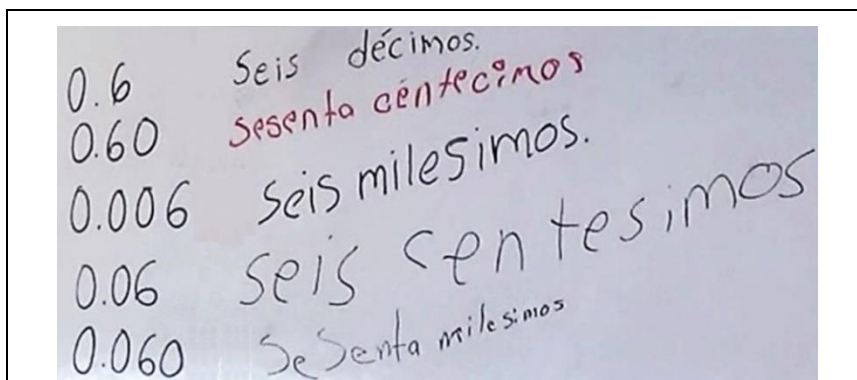 0.6 Seis décimos.
0.60 Sesenta céntecimos
0.006 Seis milesimos.
0.06 Seis centesimos
0.060 Sesenta milesimos